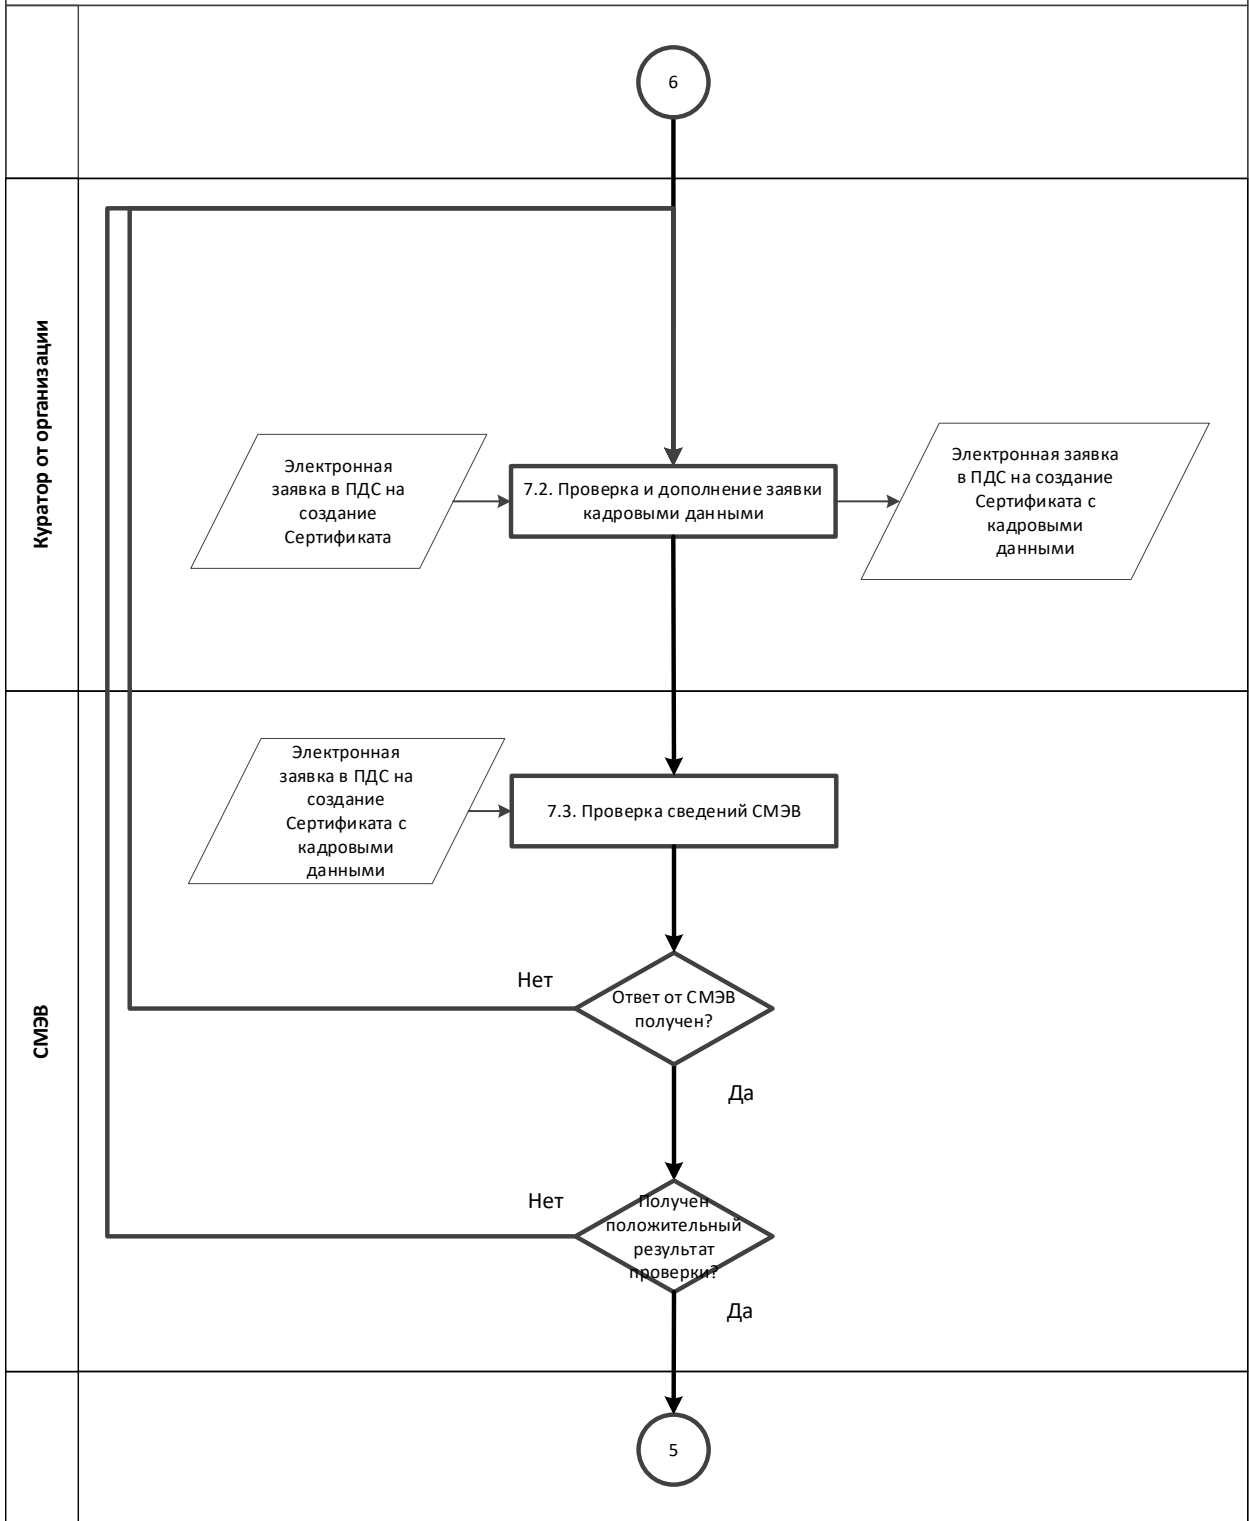 6
Куратор от организации
Электронная
заявка в ПДС на
создание
Сертификата
7.2. Проверка и дополнение заявки
кадровыми данными
Электронная заявка
в ПДС на создание
Сертификата с
кадровыми
данными
СМЭВ
Электронная
заявка в ПДС на
создание
Сертификата с
кадровыми
данными
7.3. Проверка сведений СМЭВ
Нет
Ответ от СМЭВ
получен?
Да
Нет
Получен
положительный
результат
проверки?
Да
5